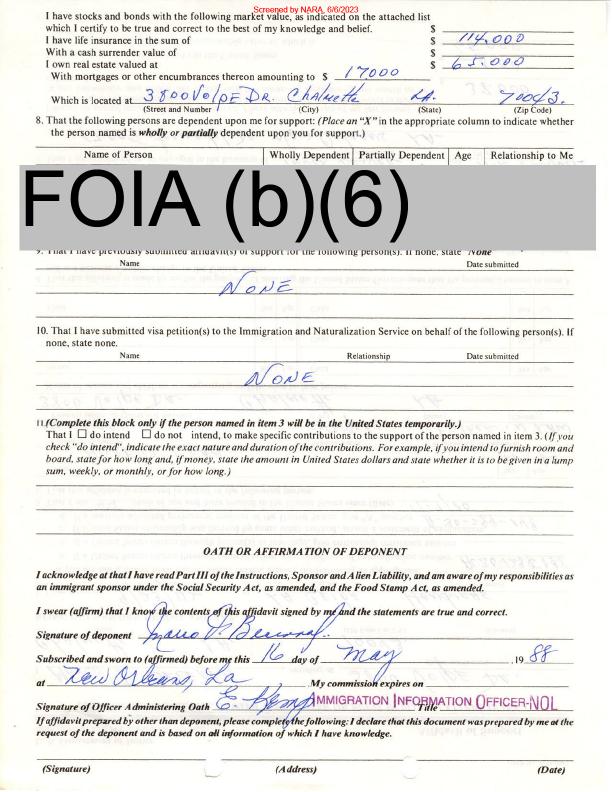 Screened by NARA, 6/6/2023
I have stocks and bonds with the following market value, as indicated on the attached list
which I certify to be true and correct to the best of my knowledge and belief. $
I have life insurance in the sum of $ 114.000
With a cash surrender value of $
I own real estate valued at $ 65.000
With mortgages or other encumbrances thereon amounting to $ 17000
Which is located at 3800 Volpe Dr. Chalmette LA. 70043.
(Street and Number) (City) (State) (Zip Code)
8. That the following persons are dependent upon me for support: (Place an "X" in the appropriate column to indicate whether
the person named is wholly or partially dependent upon you for support.)
Name of Person Wholly Dependent Partially Dependent Age Relationship to Me
FOIA (b)(6)
9. That I have previously submitted affidavit(s) of support for the following person(s). If none, state None
Name Date submitted
NONE
10. That I have submitted visa petition(s) to the Immigration and Naturalization Service on behalf of the following person(s). If
none, state none.
Name Relationship Date submitted
NONE
11.(Complete this block only if the person named in item 3 will be in the United States temporarily.)
That I ☐ do intend ☐ do not intend, to make specific contributions to the support of the person named in item 3. (If you
check "do intend", indicate the exact nature and duration of the contributions. For example, if you intend to furnish room and
board, state for how long and, if money, state the amount in United States dollars and state whether it is to be given in a lump
sum, weekly, or monthly, or for how long.)
OATH OR AFFIRMATION OF DEPONENT
I acknowledge at that I have read Part III of the Instructions, Sponsor and Alien Liability, and am aware of my responsibilities as
an immigrant sponsor under the Social Security Act, as amended, and the Food Stamp Act, as amended.
I swear (affirm) that I know the contents of this affidavit signed by me and the statements are true and correct.
Signature of deponent
Subscribed and sworn to (affirmed) before me this 16 day of May ,19 88
at New Orleans, La My commission expires on
Signature of Officer Administering Oath E. Kemp Title IMMIGRATION INFORMATION OFFICER-NOL
If affidavit prepared by other than deponent, please complete the following: I declare that this document was prepared by me at the
request of the deponent and is based on all information of which I have knowledge.
(Signature) (Address) (Date)